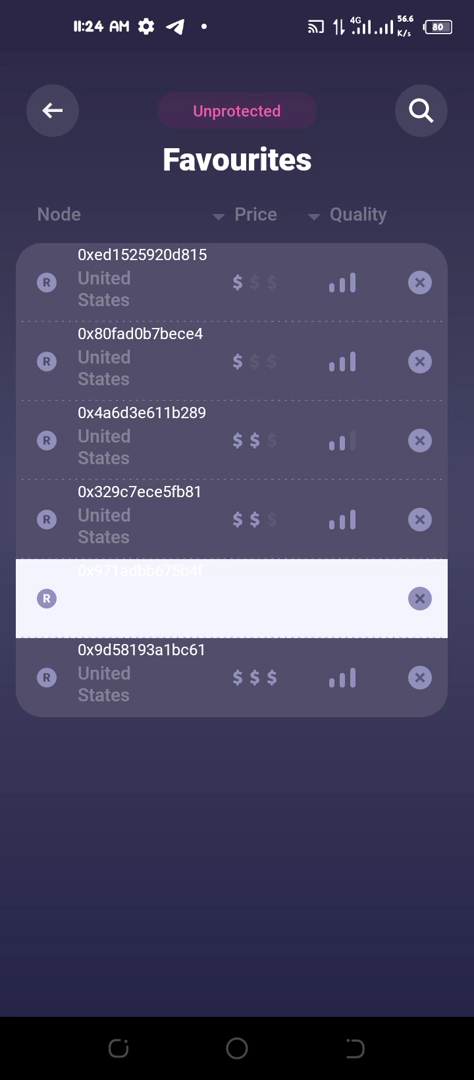 11:24 AM
4G
56.6
K/s
80
Unprotected
Favourites
Node Price Quality
0xed1525920d815
R United $ $ $
States
0x80fad0b7bece4
R United $ $ $
States
0x4a6d3e611b289
R United $ $ $
States
0x329c7ece5fb81
R United $ $ $
States
0x971adbb675b4f
R
0x9d58193a1bc61
R United $ $ $
States